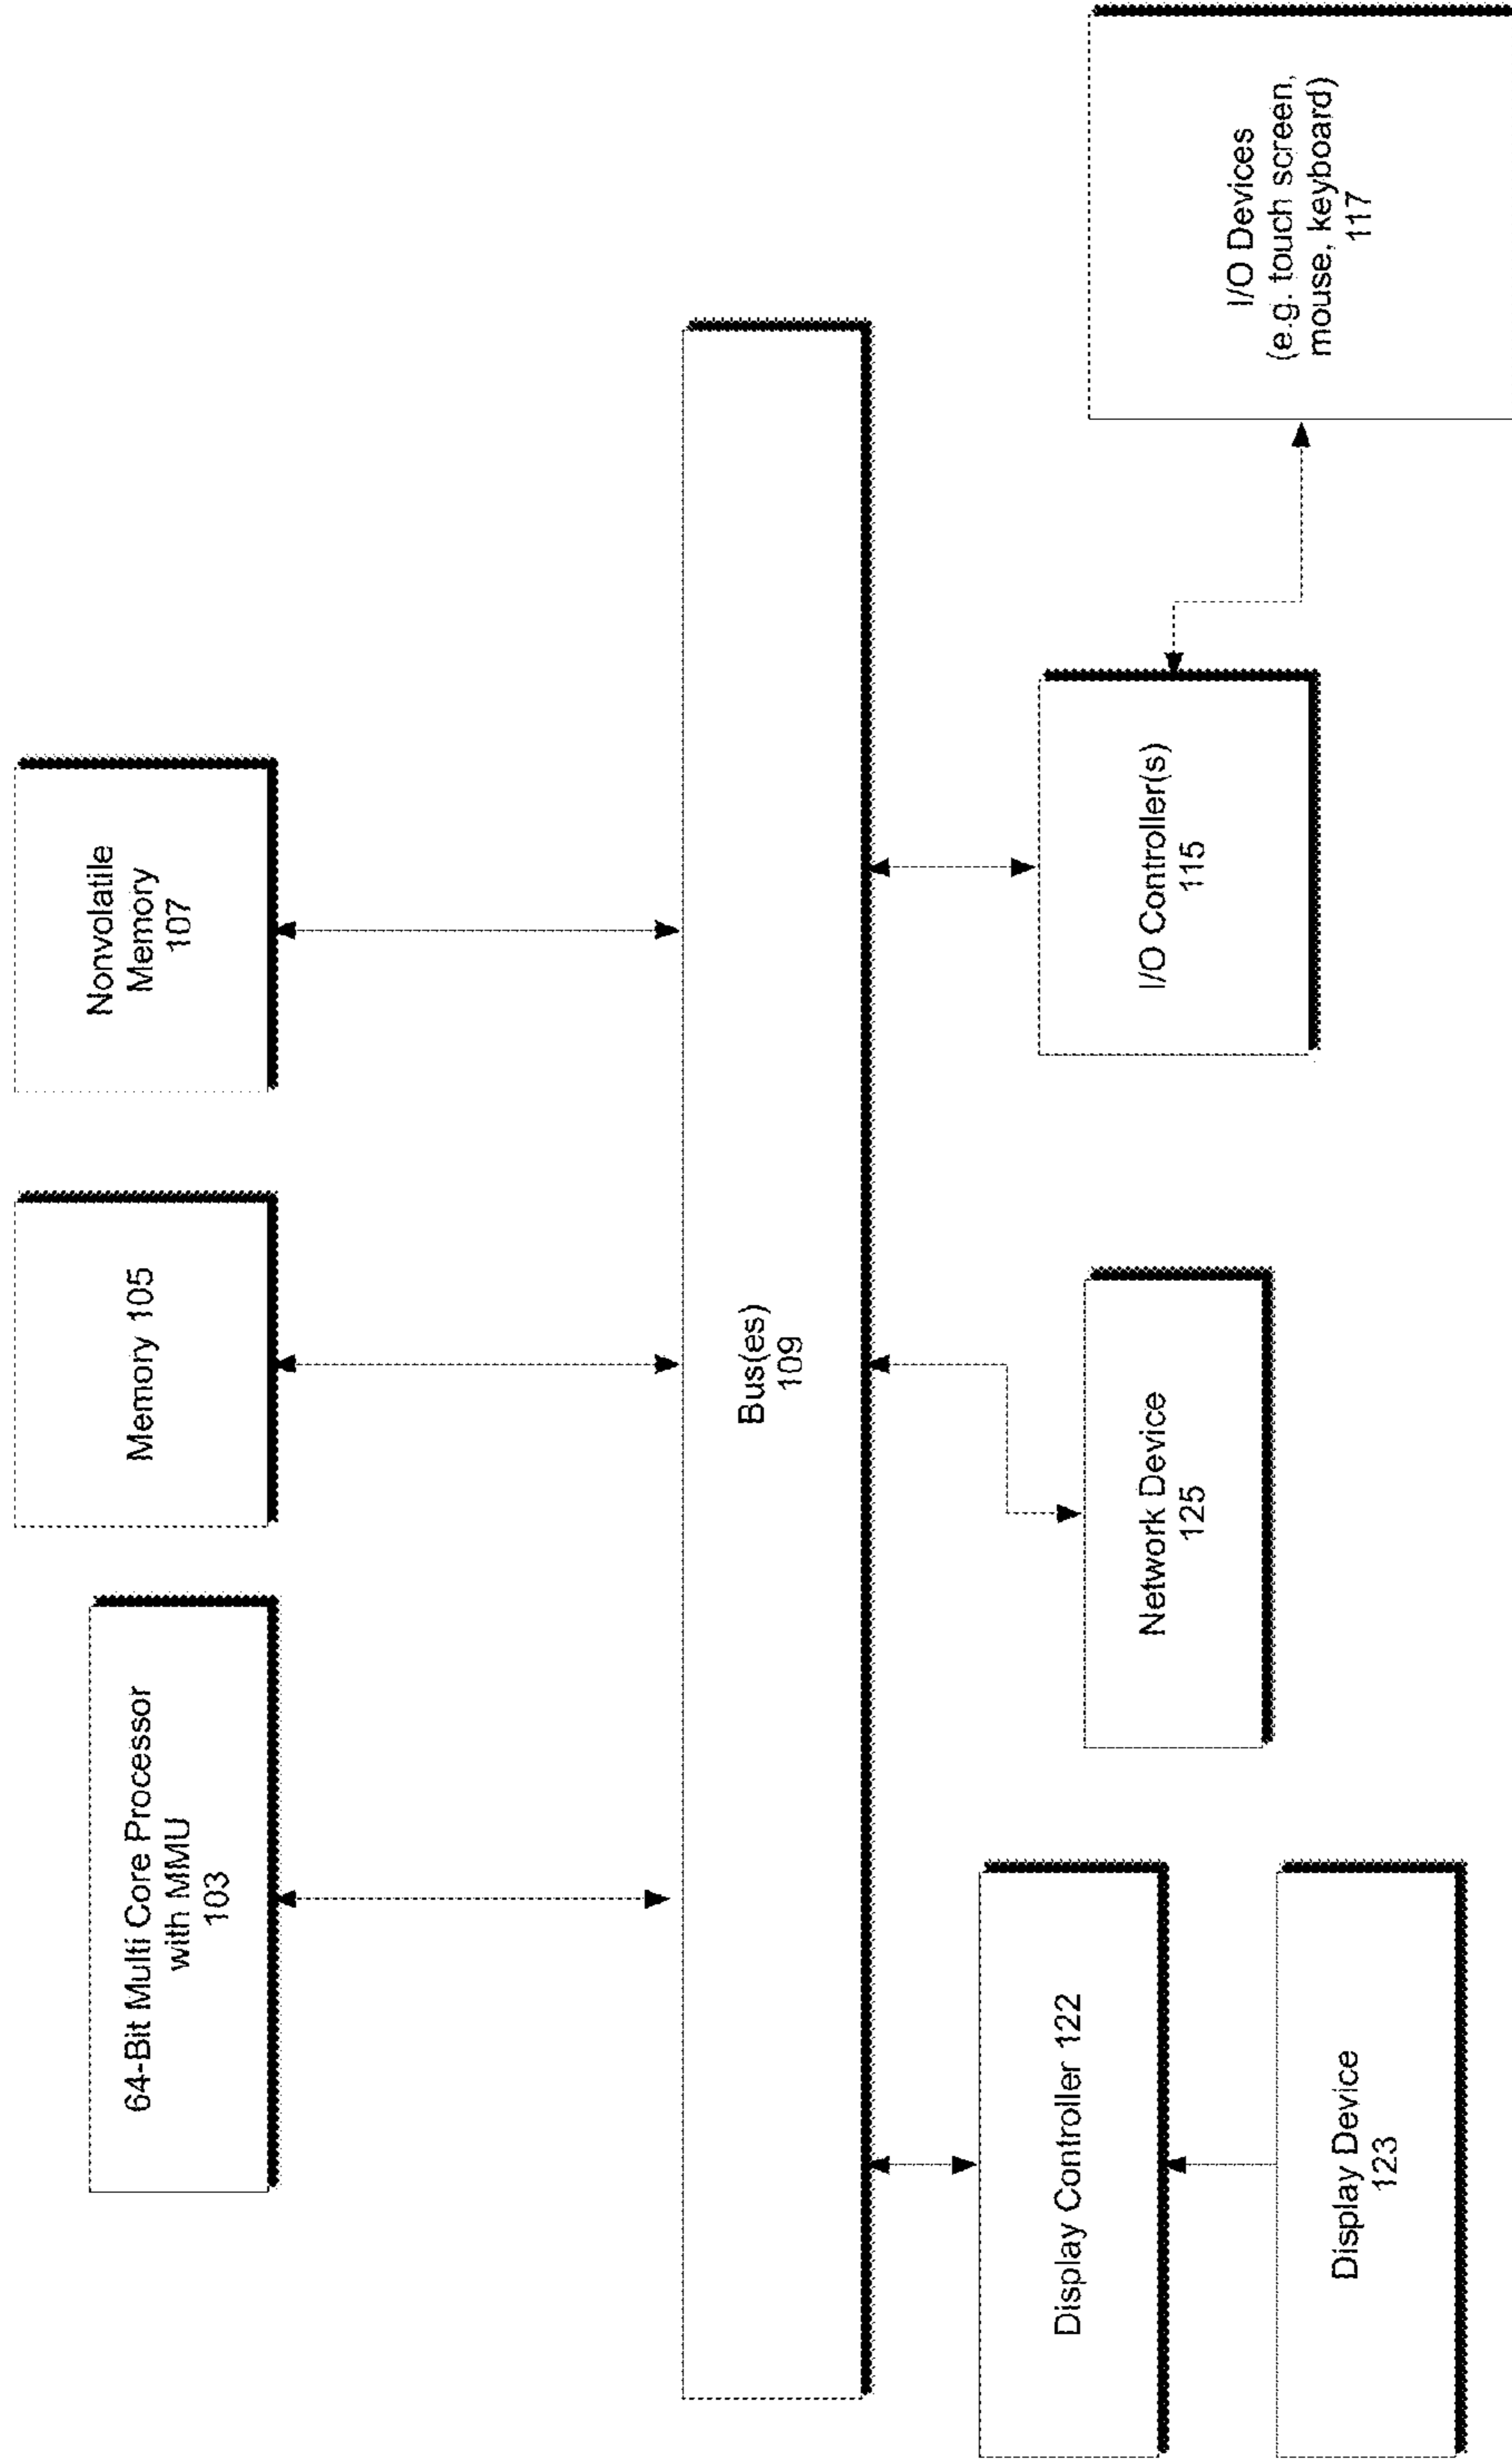 64-Bit Multi Core Processor
with MMU
103
Memory 105
Nonvolatile
Memory
107
Bus(es)
109
Display Controller 122
Display Device
123
Network Device
125
I/O Controller(s)
115
I/O Devices
(e.g. touch screen,
mouse, keyboard)
117